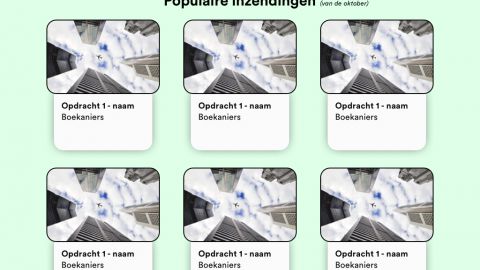 Populaire inzendingen (van de oktober)
Opdracht 1 - naam
Boekaniers
Opdracht 1 - naam
Boekaniers
Opdracht 1 - naam
Boekaniers
Opdracht 1 - naam
Boekaniers
Opdracht 1 - naam
Boekaniers
Opdracht 1 - naam
Boekaniers